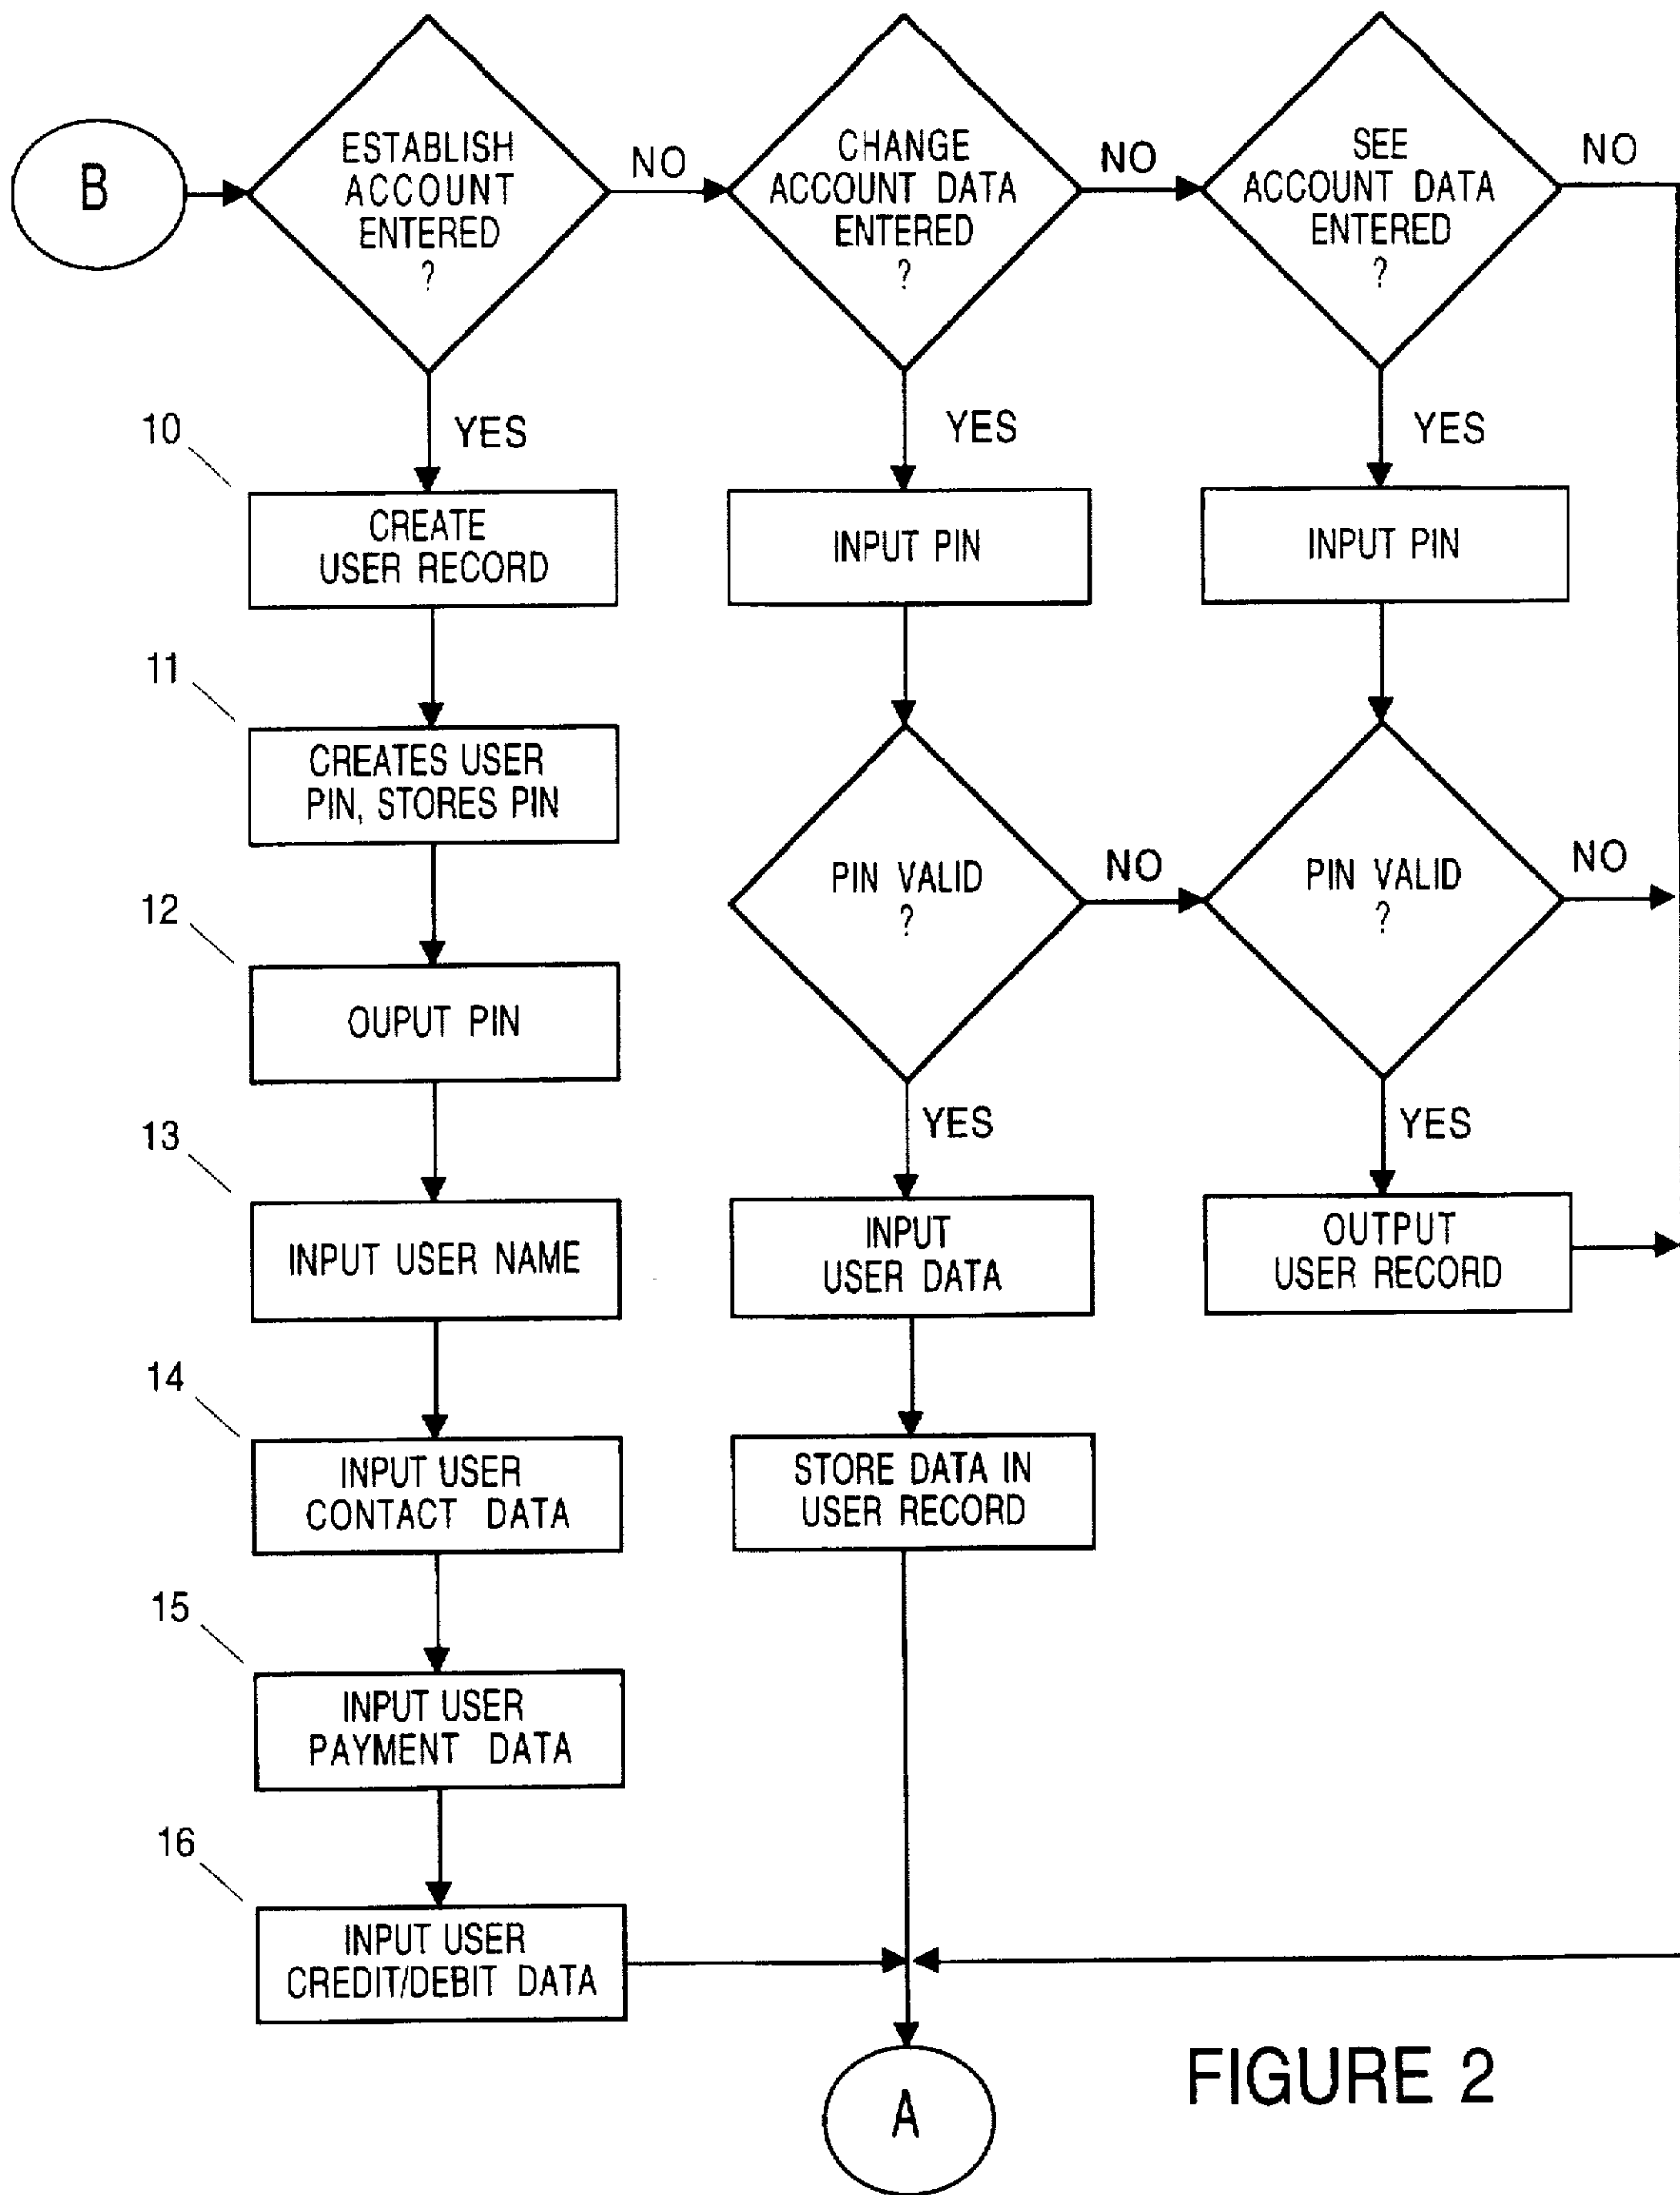 B
ESTABLISH
ACCOUNT
ENTERED
?
NO
CHANGE
ACCOUNT DATA
ENTERED
?
NO
SEE
ACCOUNT DATA
ENTERED
?
NO
YES
YES
YES
10
CREATE
USER RECORD
INPUT PIN
INPUT PIN
11
CREATES USER
PIN, STORES PIN
PIN VALID
?
NO
PIN VALID
?
NO
12
OUPUT PIN
YES
YES
13
INPUT USER NAME
INPUT
USER DATA
OUTPUT
USER RECORD
14
INPUT USER
CONTACT DATA
STORE DATA IN
USER RECORD
15
INPUT USER
PAYMENT DATA
16
INPUT USER
CREDIT/DEBIT DATA
A
FIGURE 2